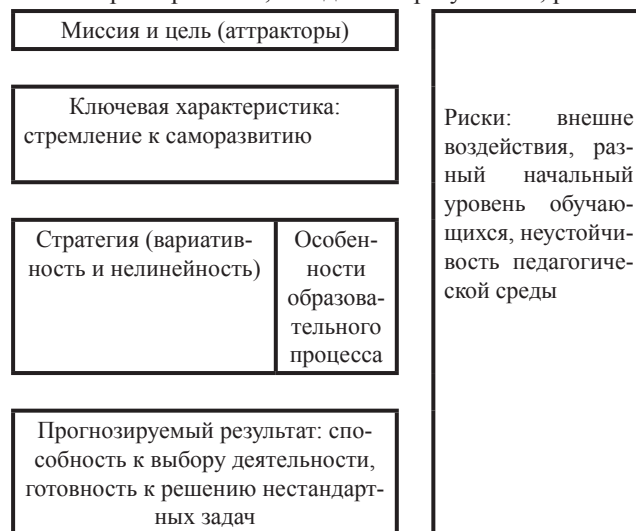 Миссия и цель (аттракторы)
Ключевая характеристика:
стремление к саморазвитию
Стратегия (вариатив-
ность и нелинейность)
Особен-
ности
образова-
тельного
процесса
Прогнозируемый результат: спо-
собность к выбору деятельности,
готовность к решению нестандарт-
ных задач
Риски: внешне
воздействия, раз-
ный начальный
уровень обучаю-
щихся, неустойчи-
вость педагогиче-
ской среды